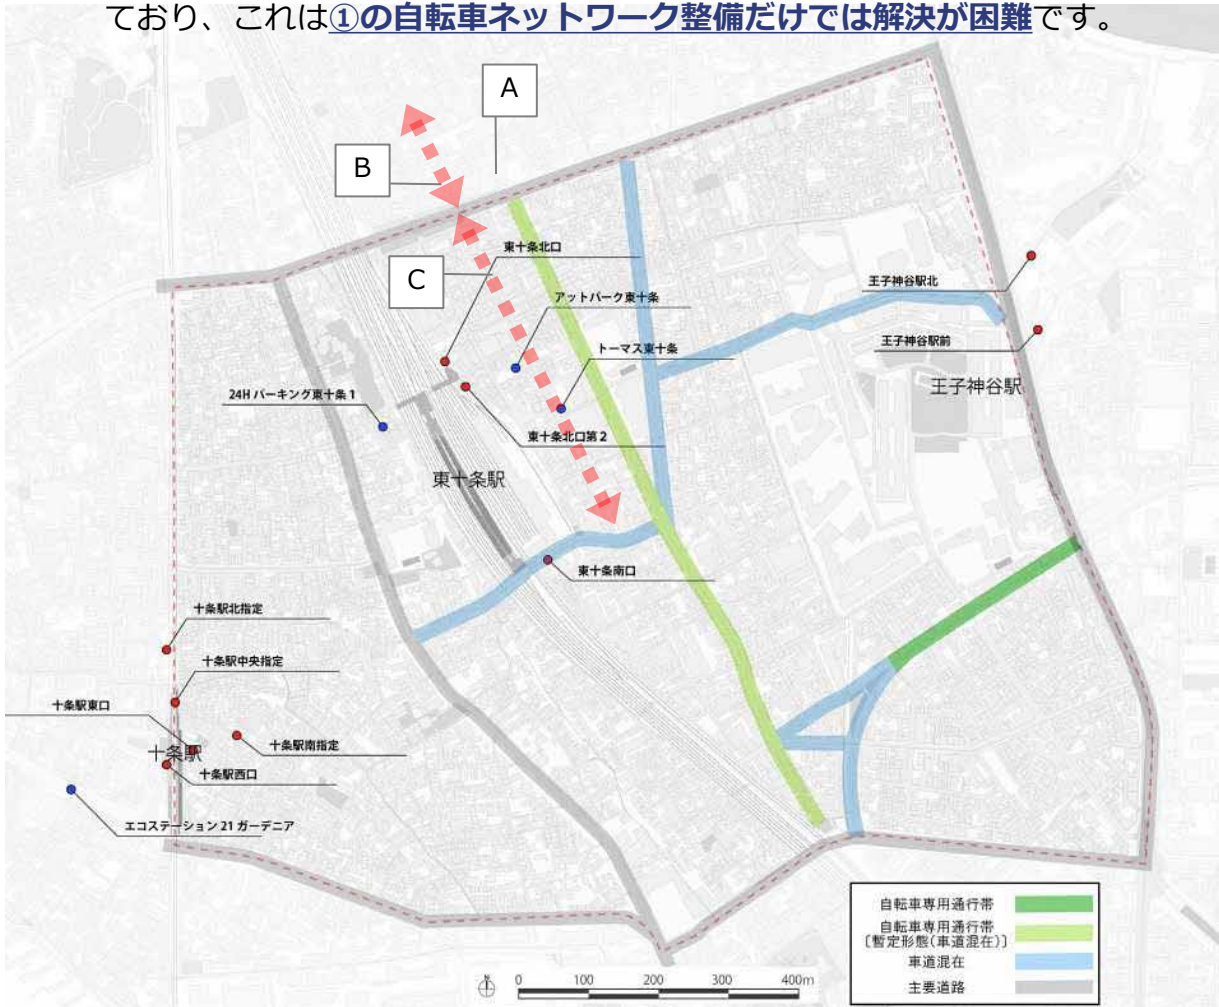 ており、これは①の自転車ネットワーク整備だけでは解決が困難です。
A
B
C
東十条北口
アットパーク東十条
トーマス東十条
王子神谷駅北
王子神谷駅前
王子神谷駅
24H パーキング東十条 1
東十条北口第 2
東十条駅
東十条南口
十条駅北指定
十条駅中央指定
十条駅東口
十条駅南指定
十条駅
十条駅西口
エコステーション 21 ガーデニア
自転車専用通行帯
自転車専用通行帯
〔暫定形態(車道混在)〕
車道混在
主要道路
0 100 200 300 400m